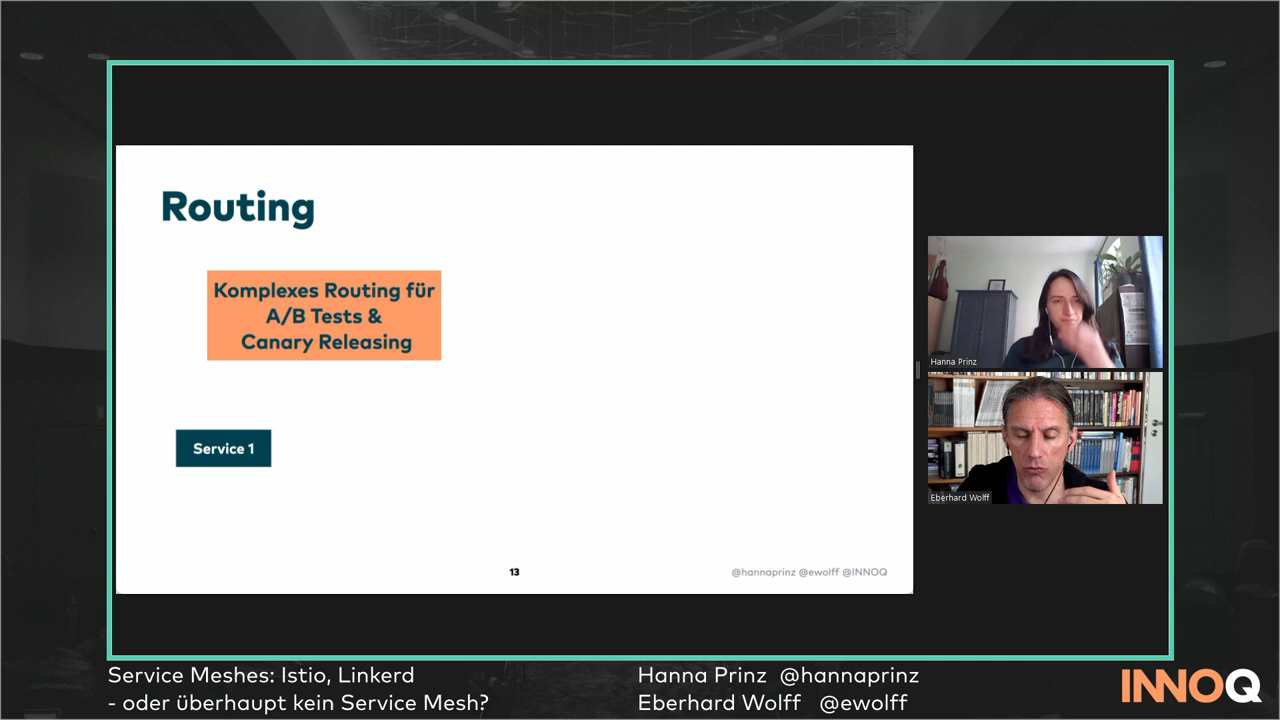 Routing
Komplexes Routing für
A/B Tests &
Canary Releasing
Service 1
13
@hannaprinz @ewolff @INNOQ
Hanna Prinz
Eberhard Wolff
Service Meshes: Istio, Linkerd
- oder überhaupt kein Service Mesh?
Hanna Prinz @hannaprinz
Eberhard Wolff @ewolff
INNOQ